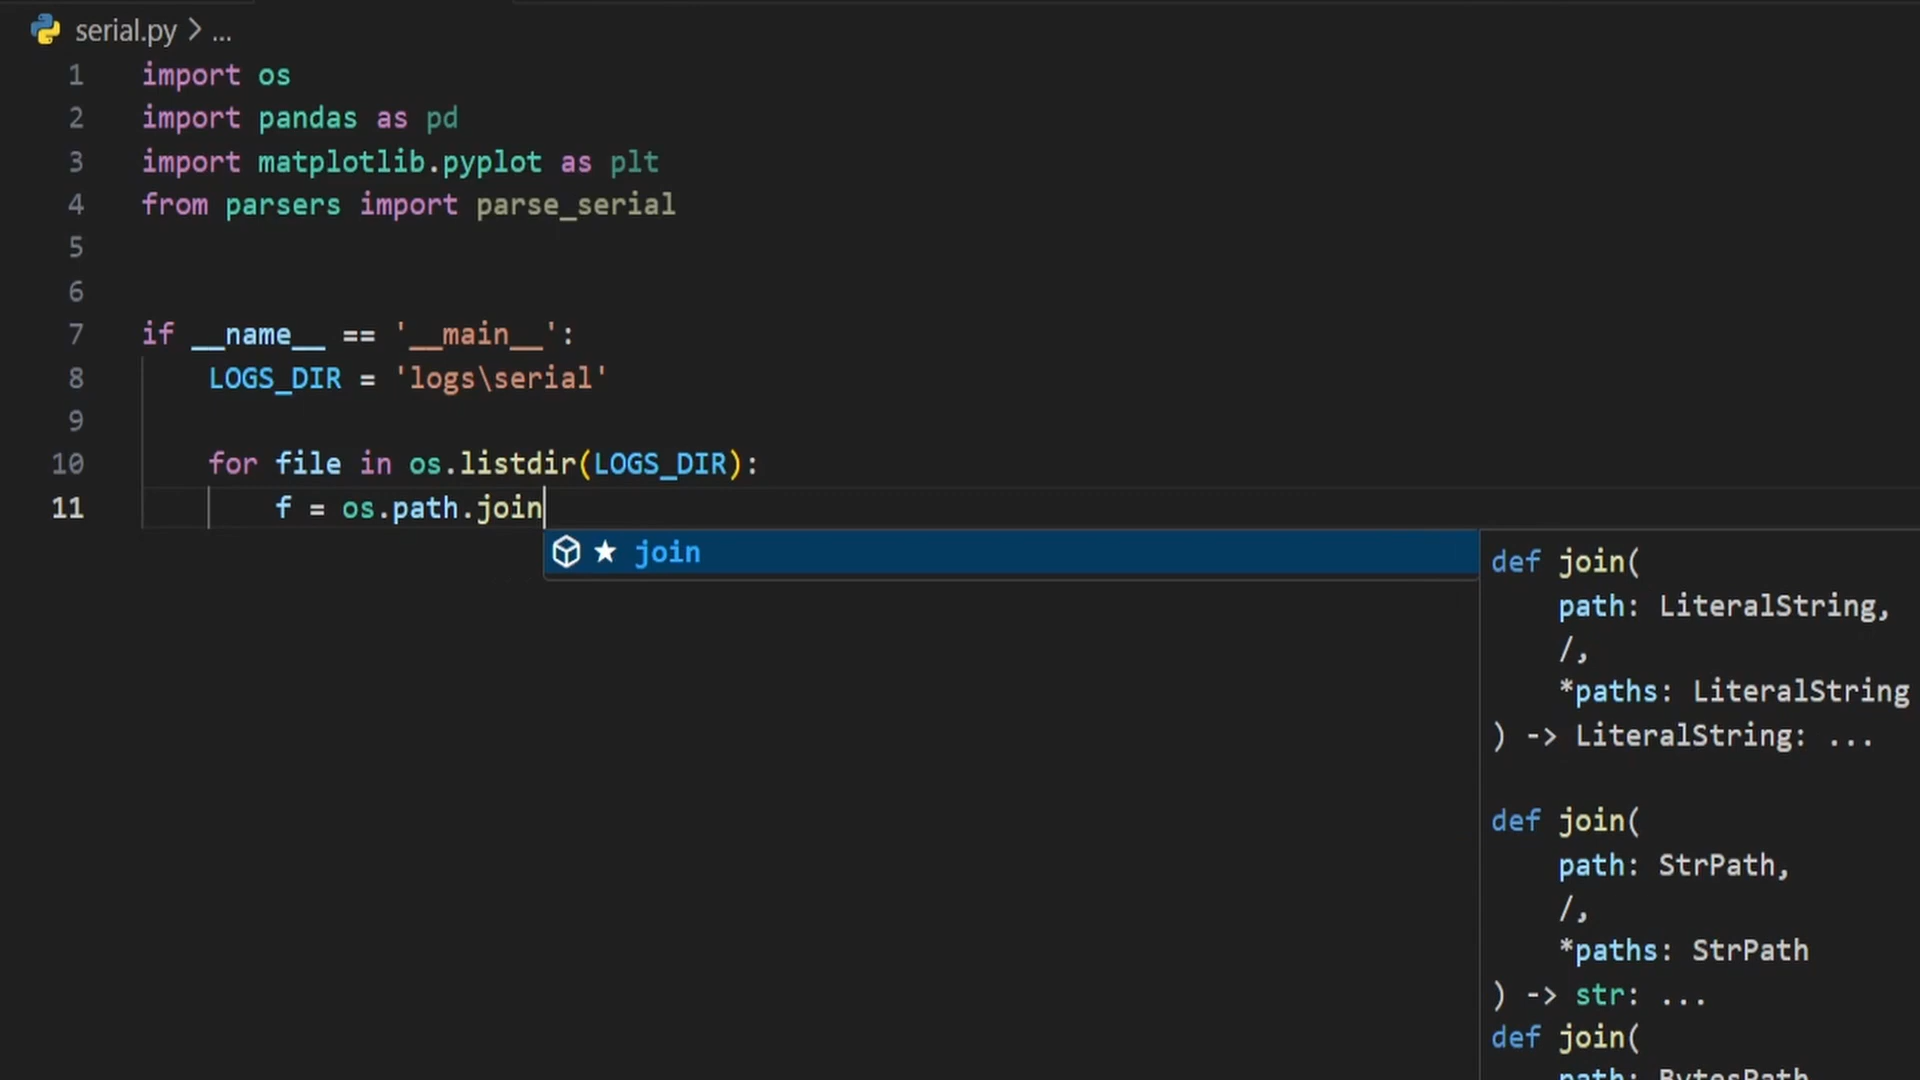 serial.py > ...
1 import os
2 import pandas as pd
3 import matplotlib.pyplot as plt
4 from parsers import parse_serial
5
6
7 if __name__ == '__main__':
8 LOGS_DIR = 'logs\serial'
9
10 for file in os.listdir(LOGS_DIR):
11 f = os.path.join
★ join
def join(
path: LiteralString,
/,
*paths: LiteralString
) -> LiteralString: ...
def join(
path: StrPath,
/,
*paths: StrPath
) -> str: ...
def join(
path: BytesPath